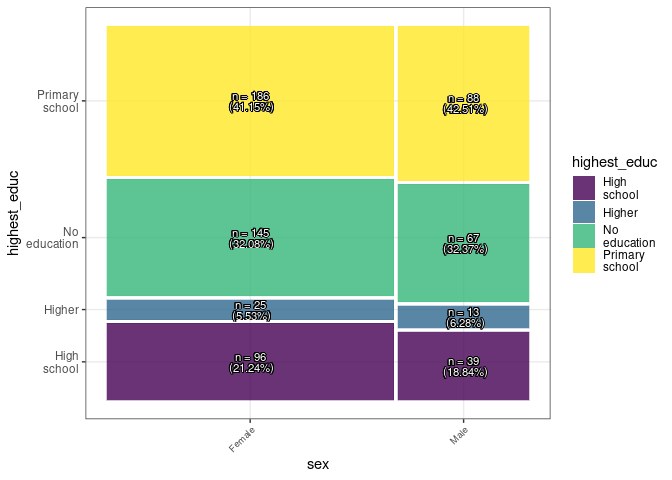 highest_educ
Primary
school
No
education
Higher
High
school
n = 186
(41.15%)
n = 88
(42.51%)
n = 145
(32.08%)
n = 67
(32.37%)
n = 25
(5.53%)
n = 13
(6.28%)
n = 96
(21.24%)
n = 39
(18.84%)
Female
Male
sex
highest_educ
High
school
Higher
No
education
Primary
school